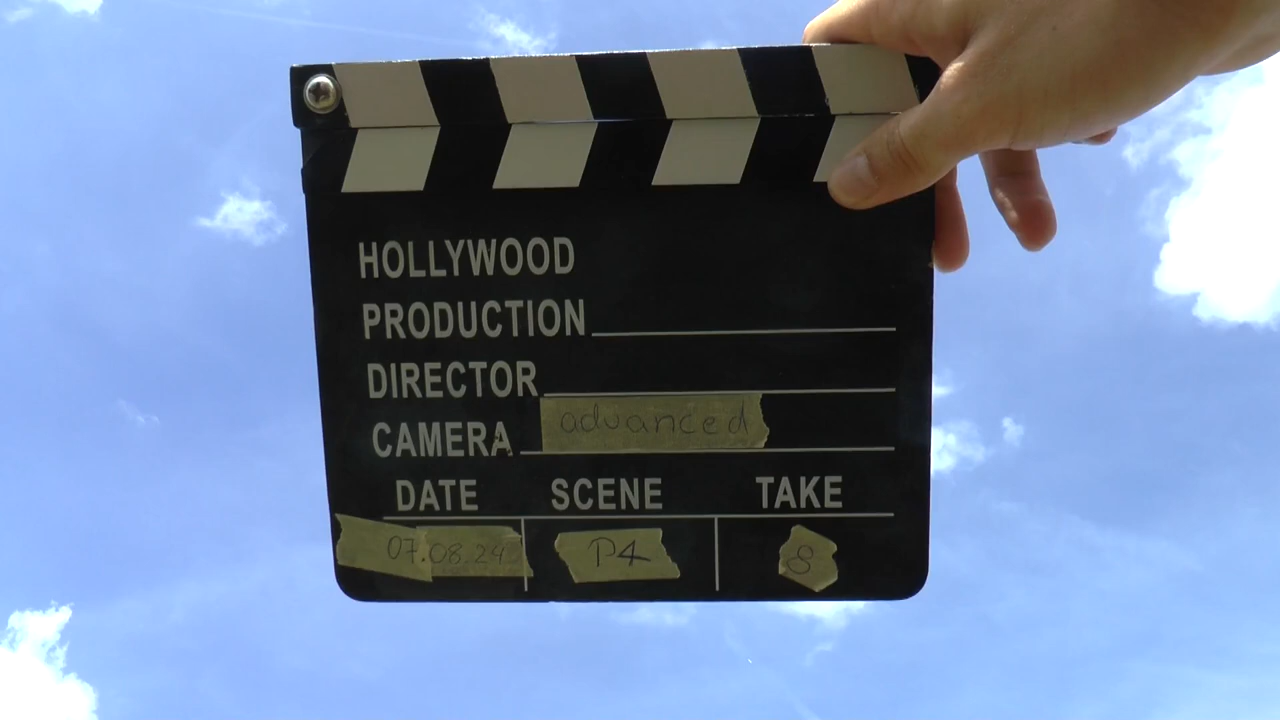 HOLLYWOOD
PRODUCTION
DIRECTOR
CAMERA advanced
DATE SCENE TAKE
07.08.24 P4 8